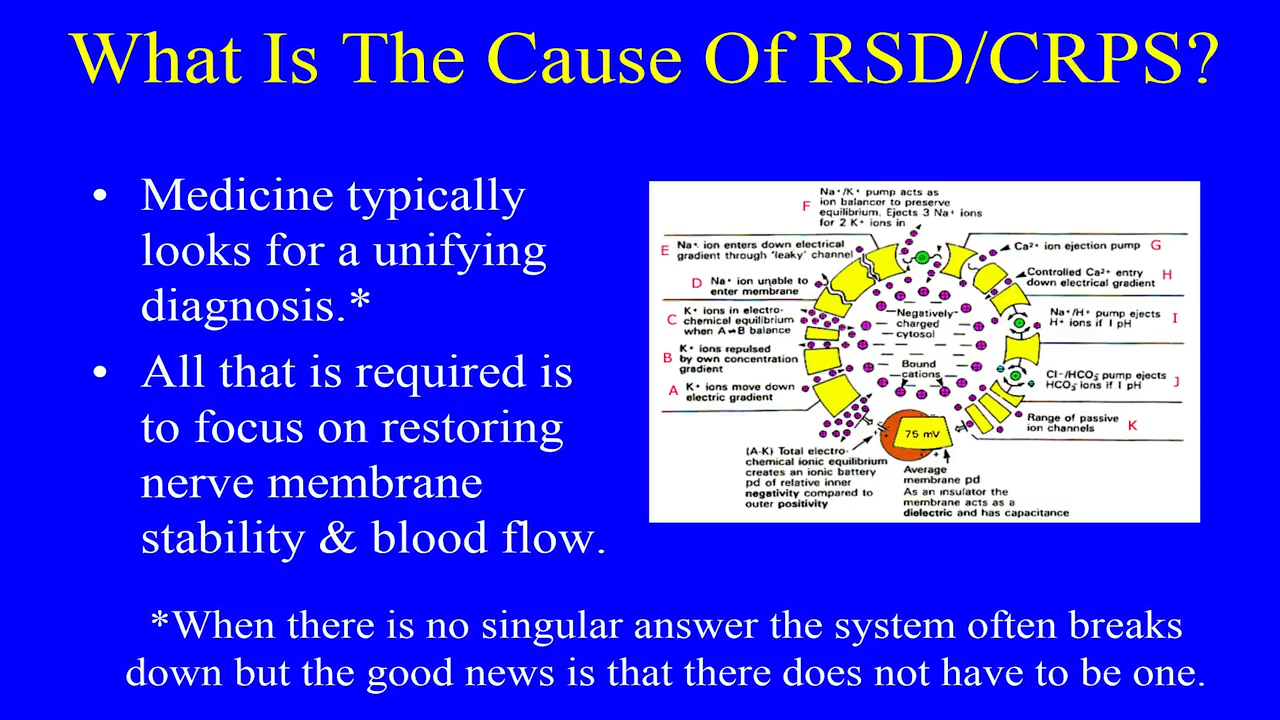 What Is The Cause Of RSD/CRPS?
• Medicine typically
looks for a unifying
diagnosis.*
• All that is required is
to focus on restoring
nerve membrane
stability & blood flow.
F
Na⁺/K⁺ pump acts as
ion balancer to preserve
equilibrium. Ejects 3 Na⁺ ions
for 2 K⁺ ions in
E
Na⁺ ion enters down electrical
gradient through 'leaky' channel
D
Na⁺ ion unable to
enter membrane
C
K⁺ ions in electro-
chemical equilibrium
when A⇌B balance
B
K⁺ ions repulsed
by own concentration
gradient
A
K⁺ ions move down
electric gradient
Negatively
charged
cytosol
Bound
cations
Ca²⁺ ion ejection pump G
Controlled Ca²⁺ entry
down electrical gradient
H
Na⁺/H⁺ pump ejects
H⁺ ions if l pH
I
Cl⁻/HCO₃⁻ pump ejects
HCO₃⁻ ions if l pH
J
Range of passive
ion channels
K
75 mV
- +
(A-K) Total electro-
chemical ionic equilibrium
creates an ionic battery
pd of relative inner
negativity compared to
outer positivity
Average
membrane pd
As an insulator the
membrane acts as a
dielectric and has capacitance
*When there is no singular answer the system often breaks
down but the good news is that there does not have to be one.